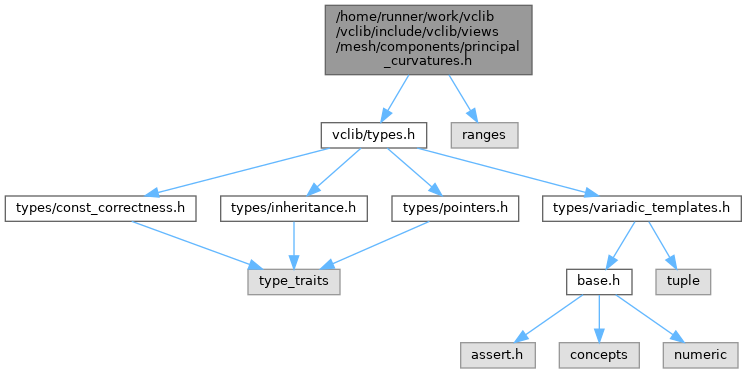 /home/runner/work/vclib
/vclib/include/vclib/views
/mesh/components/principal
_curvatures.h
vclib/types.h
ranges
types/const_correctness.h
types/inheritance.h
types/pointers.h
types/variadic_templates.h
type_traits
base.h
tuple
assert.h
concepts
numeric